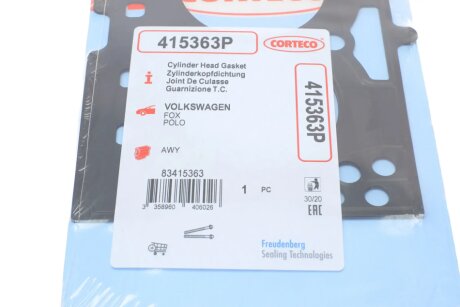 CORTECO
415363P
CORTECO
Cylinder Head Gasket
Zylinderkopfdichtung
Joint De Culasse
Guarnizione T.C.
VOLKSWAGEN
FOX
POLO
AWY
83415363
3 358960 406026
1 PC
415363P
30/20
EAC
Freudenberg
Sealing Technologies